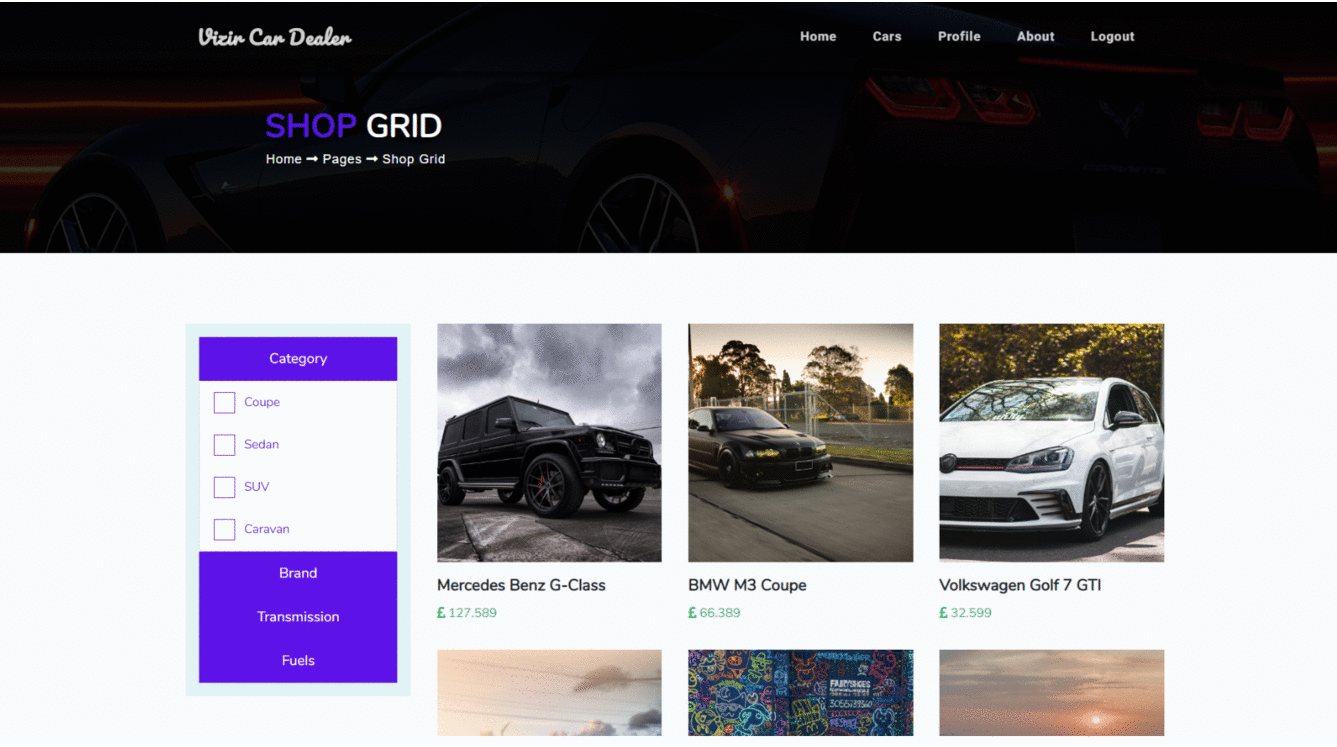 Vizir Car Dealer
Home Cars Profile About Logout
SHOP GRID
Home ➞ Pages ➞ Shop Grid
Category
Coupe
Sedan
SUV
Caravan
Brand
Transmission
Fuels
Mercedes Benz G-Class
£ 127.589
BMW M3 Coupe
£ 66.389
Volkswagen Golf 7 GTI
£ 32.599